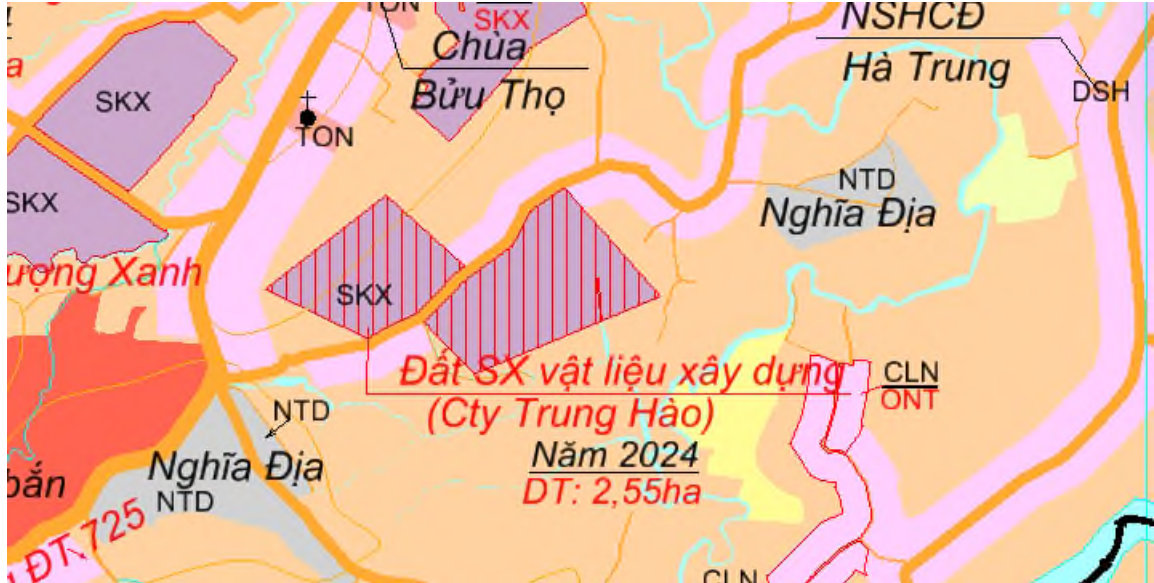 TON
SKX
Chùa
Bửu Thọ
NSHCĐ
Hà Trung
DSH
a
SKX
TON
SKX
NTD
Nghĩa Địa
ượng Xanh
SKX
Đất SX vật liệu xây dựng
(Cty Trung Hào)
CLN
ONT
NTD
Năm 2024
DT: 2,55ha
Nghĩa Địa
bắn
NTD
ĐT. 725
CLN